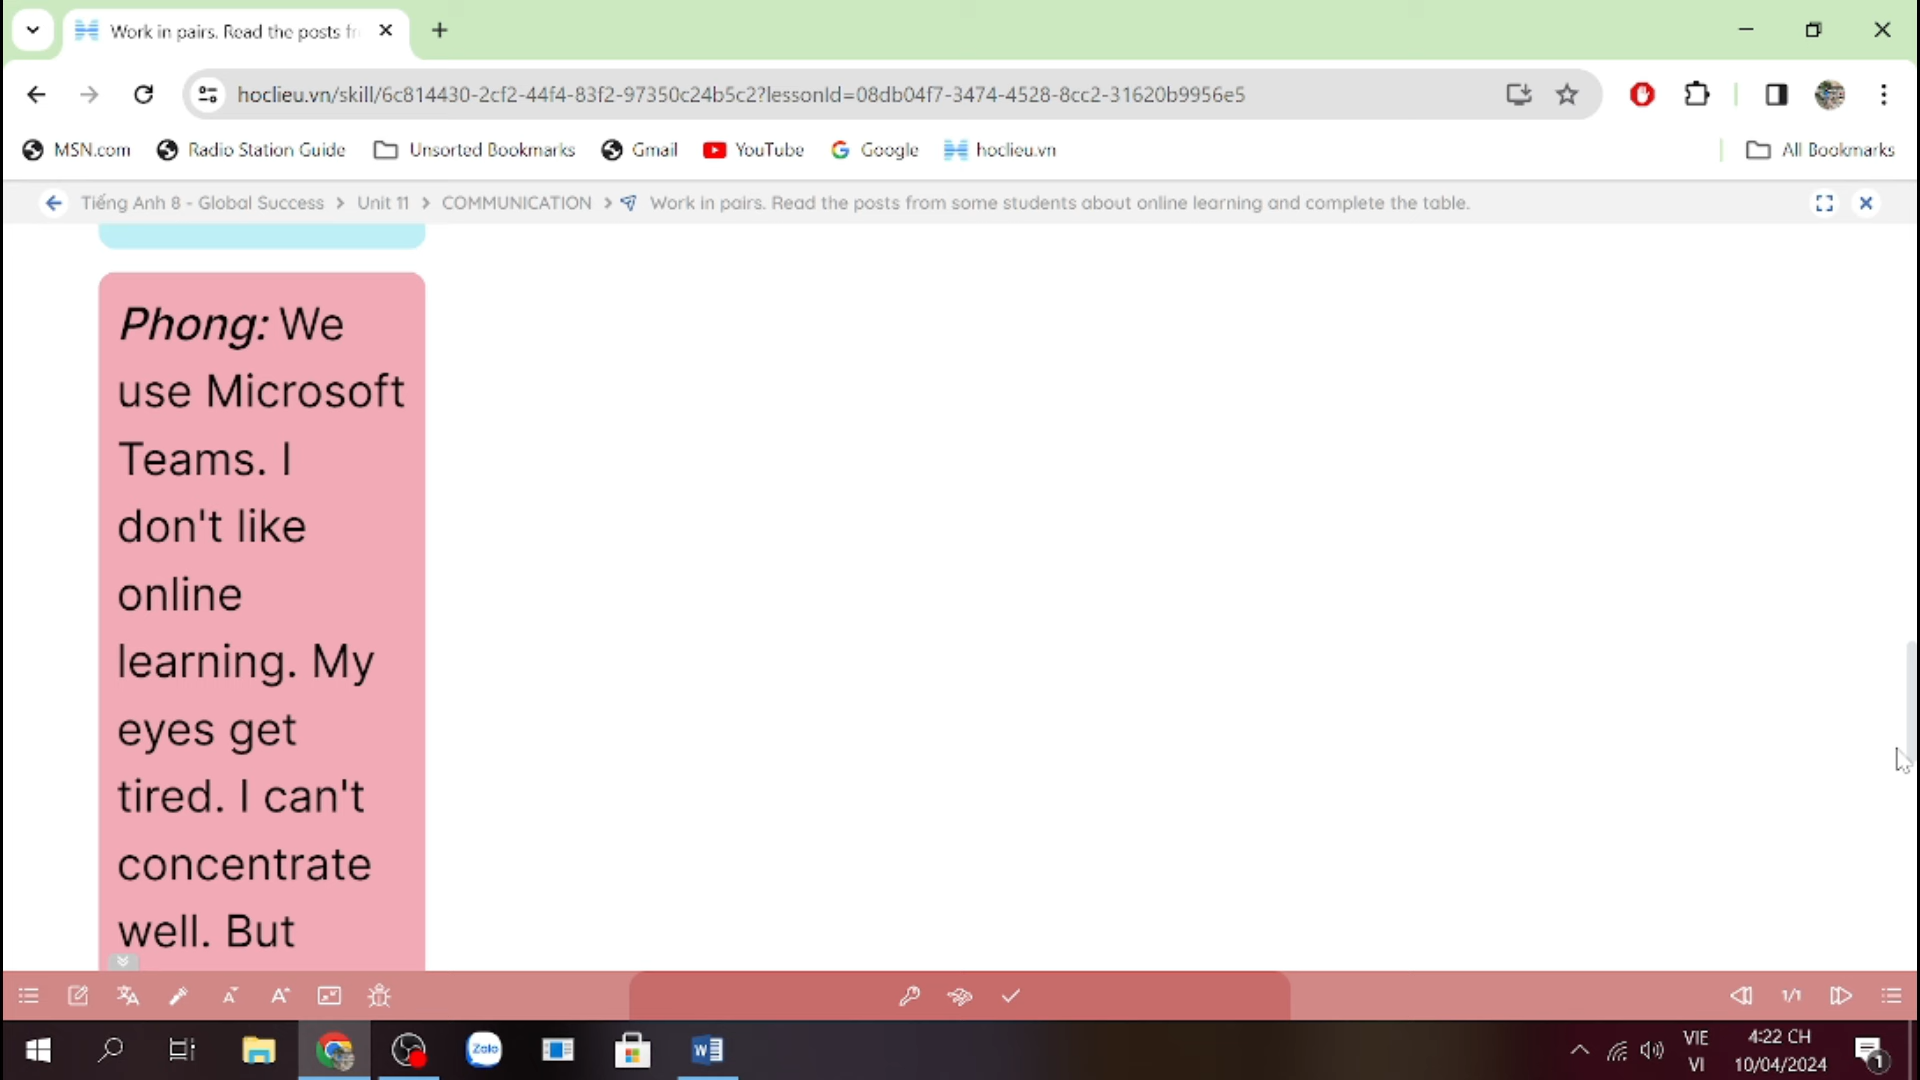 Work in pairs. Read the posts fr
hoclieu.vn/skill/6c814430-2cf2-44f4-83f2-97350c24b5c2?lessonId=08db04f7-3474-4528-8cc2-31620b9956e5
MSN.com Radio Station Guide Unsorted Bookmarks Gmail YouTube Google hoclieu.vn All Bookmarks
Tiếng Anh 8 - Global Success > Unit 11 > COMMUNICATION > Work in pairs. Read the posts from some students about online learning and complete the table.
Phong: We
use Microsoft
Teams. I
don't like
online
learning. My
eyes get
tired. I can't
concentrate
well. But
1/1
Zalo
VIE
VI
4:22 CH
10/04/2024
1